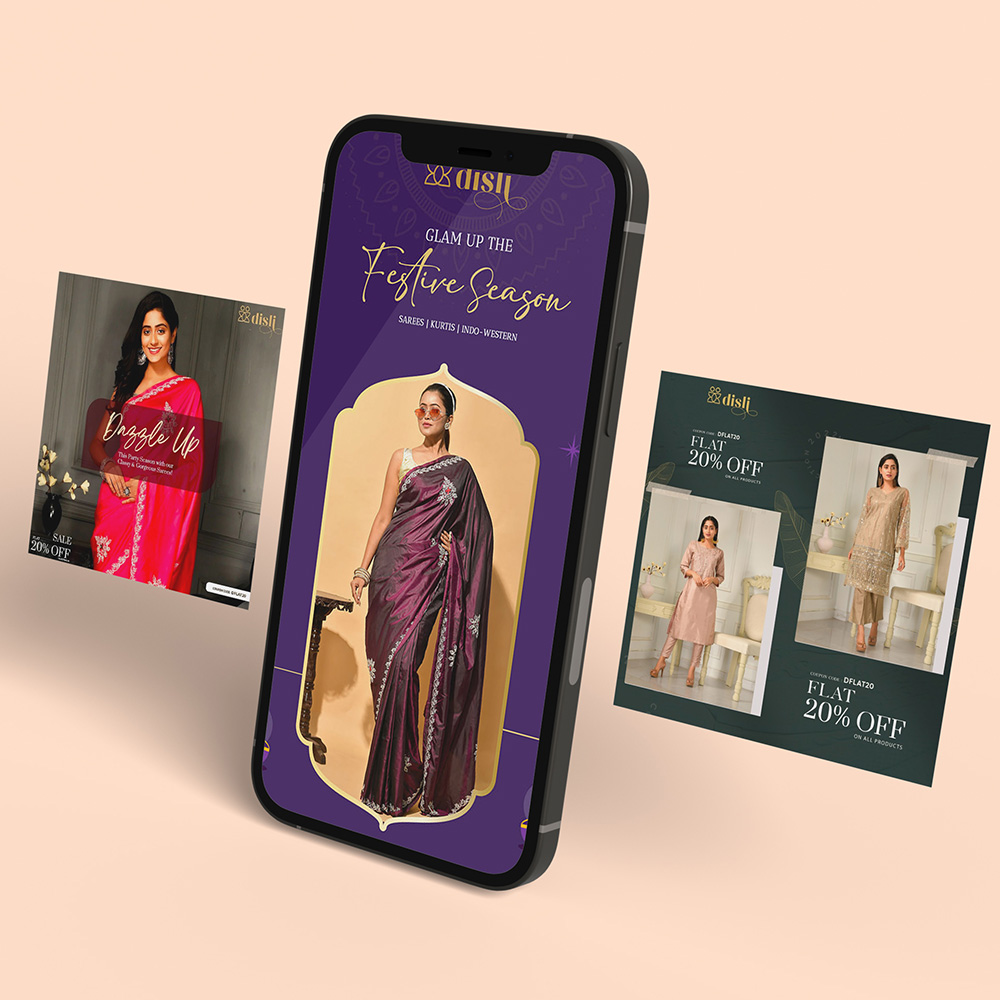 disli
Dazzle Up
This Party Season with our
Classy & Gorgeous Sarees!
SALE
FLAT
20% OFF
disli
GLAM UP THE
Festive Season
SAREES | KURTIS | INDO-WESTERN
disli
COUPON CODE : DFLAT20
FLAT
20% OFF
ON ALL PRODUCTS
COUPON CODE : DFLAT20
FLAT
20% OFF
ON ALL PRODUCTS